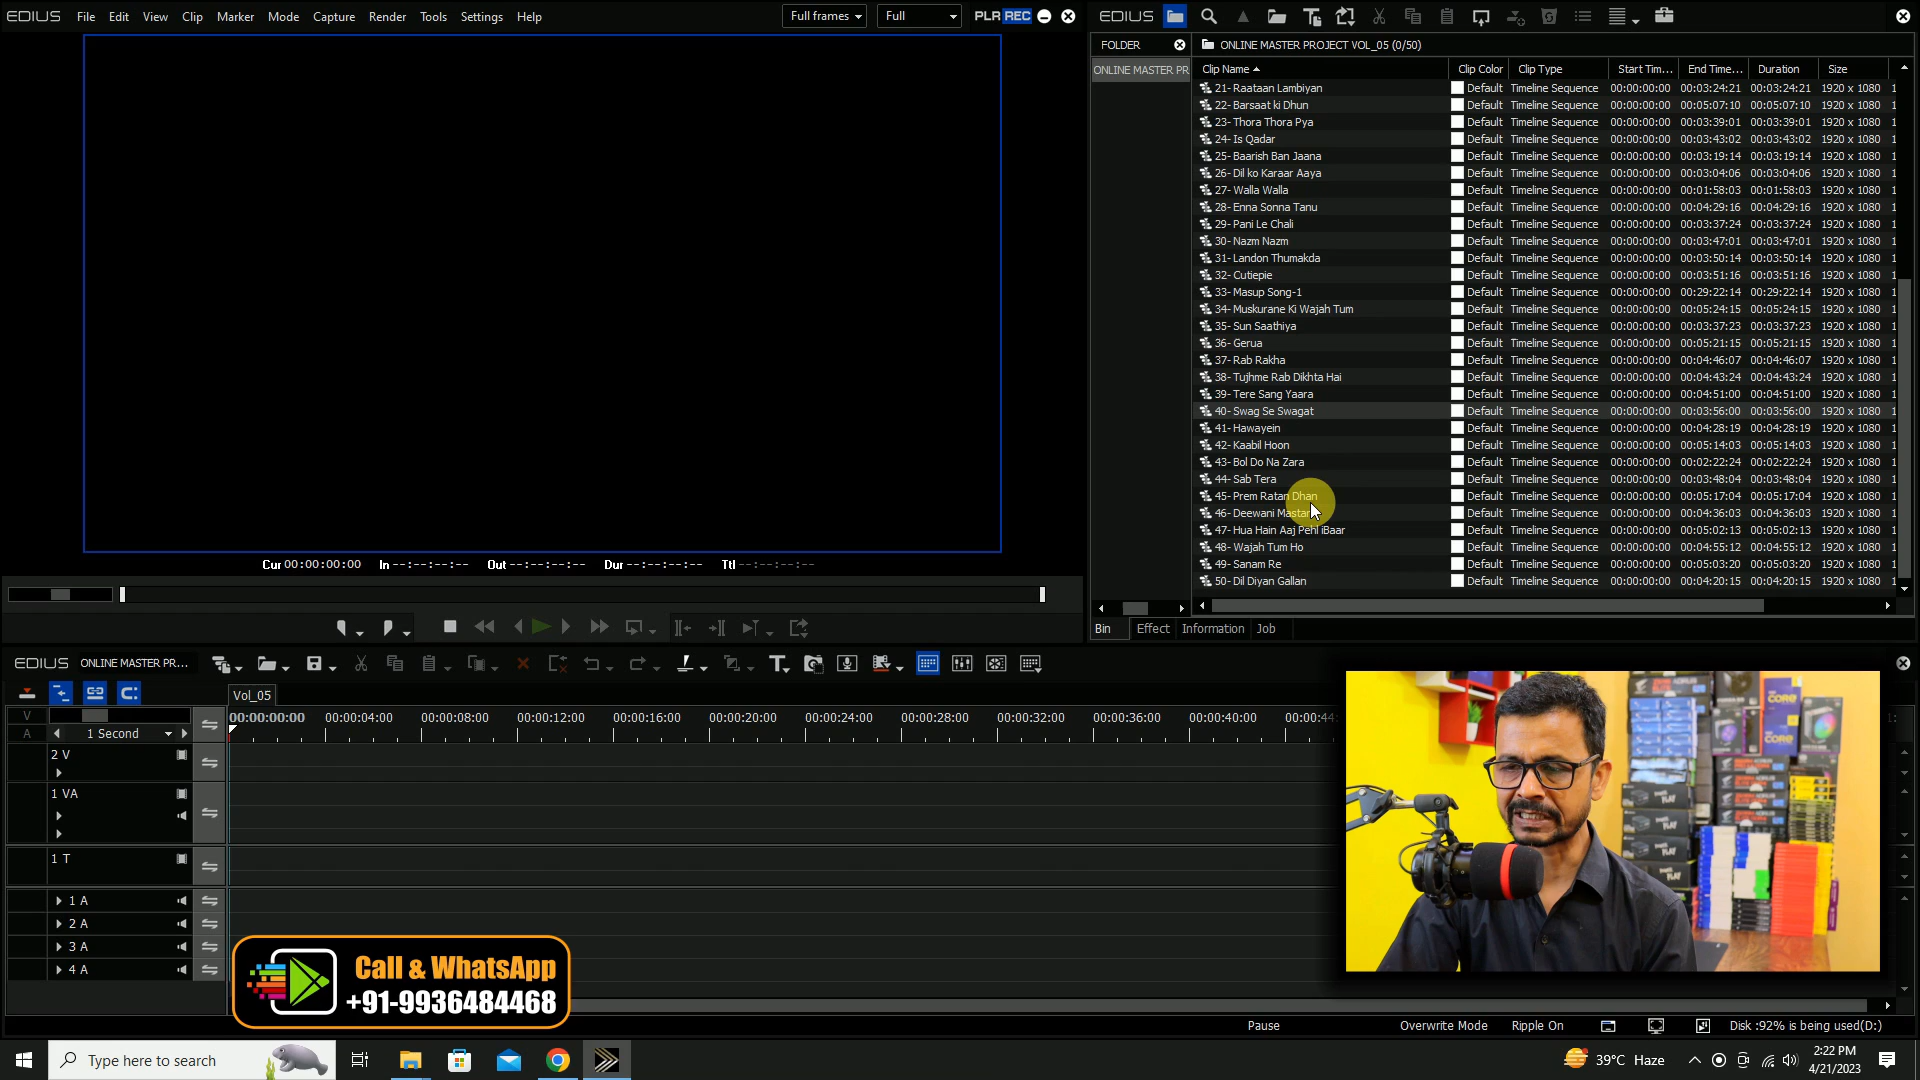 EDIUS File Edit View Clip Marker Mode Capture Render Tools Settings Help Full frames Full PLR REC
EDIUS
FOLDER ONLINE MASTER PROJECT VOL_05 (0/50)
ONLINE MASTER PR
Clip Name Clip Color Clip Type Start Tim... End Time... Duration Size
21- Raataan Lambiyan Default Timeline Sequence 00:00:00:00 00:03:24:21 00:03:24:21 1920 x 1080 1
22- Barsaat ki Dhun Default Timeline Sequence 00:00:00:00 00:05:07:10 00:05:07:10 1920 x 1080 1
23- Thora Thora Pya Default Timeline Sequence 00:00:00:00 00:03:39:01 00:03:39:01 1920 x 1080 1
24- Is Qadar Default Timeline Sequence 00:00:00:00 00:03:43:02 00:03:43:02 1920 x 1080 1
25- Baarish Ban Jaana Default Timeline Sequence 00:00:00:00 00:03:19:14 00:03:19:14 1920 x 1080 1
26- Dil ko Karaar Aaya Default Timeline Sequence 00:00:00:00 00:03:04:06 00:03:04:06 1920 x 1080 1
27- Walla Walla Default Timeline Sequence 00:00:00:00 00:01:58:03 00:01:58:03 1920 x 1080 1
28- Enna Sonna Tanu Default Timeline Sequence 00:00:00:00 00:04:29:16 00:04:29:16 1920 x 1080 1
29- Pani Le Chali Default Timeline Sequence 00:00:00:00 00:03:37:24 00:03:37:24 1920 x 1080 1
30- Nazm Nazm Default Timeline Sequence 00:00:00:00 00:03:47:01 00:03:47:01 1920 x 1080 1
31- Landon Thumakda Default Timeline Sequence 00:00:00:00 00:03:50:14 00:03:50:14 1920 x 1080 1
32- Cutiepie Default Timeline Sequence 00:00:00:00 00:03:51:16 00:03:51:16 1920 x 1080 1
33- Masup Song-1 Default Timeline Sequence 00:00:00:00 00:29:22:14 00:29:22:14 1920 x 1080 1
34- Muskurane Ki Wajah Tum Default Timeline Sequence 00:00:00:00 00:05:24:15 00:05:24:15 1920 x 1080 1
35- Sun Saathiya Default Timeline Sequence 00:00:00:00 00:03:37:23 00:03:37:23 1920 x 1080 1
36- Gerua Default Timeline Sequence 00:00:00:00 00:05:21:15 00:05:21:15 1920 x 1080 1
37- Rab Rakha Default Timeline Sequence 00:00:00:00 00:04:46:07 00:04:46:07 1920 x 1080 1
38- Tujhme Rab Dikhta Hai Default Timeline Sequence 00:00:00:00 00:04:43:24 00:04:43:24 1920 x 1080 1
39- Tere Sang Yaara Default Timeline Sequence 00:00:00:00 00:04:51:00 00:04:51:00 1920 x 1080 1
40- Swag Se Swagat Default Timeline Sequence 00:00:00:00 00:03:56:00 00:03:56:00 1920 x 1080 1
41- Hawayein Default Timeline Sequence 00:00:00:00 00:04:28:19 00:04:28:19 1920 x 1080 1
42- Kaabil Hoon Default Timeline Sequence 00:00:00:00 00:05:14:03 00:05:14:03 1920 x 1080 1
43- Bol Do Na Zara Default Timeline Sequence 00:00:00:00 00:02:22:24 00:02:22:24 1920 x 1080 1
44- Sab Tera Default Timeline Sequence 00:00:00:00 00:03:48:04 00:03:48:04 1920 x 1080 1
45- Prem Ratan Dhan Default Timeline Sequence 00:00:00:00 00:05:17:04 00:05:17:04 1920 x 1080 1
46- Deewani Default Timeline Sequence 00:00:00:00 00:04:36:03 00:04:36:03 1920 x 1080 1
47- Hua Hain Aaj Pehl iBaar Default Timeline Sequence 00:00:00:00 00:05:02:13 00:05:02:13 1920 x 1080 1
48- Wajah Tum Ho Default Timeline Sequence 00:00:00:00 00:04:55:12 00:04:55:12 1920 x 1080 1
49- Sanam Re Default Timeline Sequence 00:00:00:00 00:05:03:20 00:05:03:20 1920 x 1080 1
50- Dil Diyan Gallan Default Timeline Sequence 00:00:00:00 00:04:20:15 00:04:20:15 1920 x 1080 1
Cur 00:00:00:00 In --:--:--:-- Out --:--:--:-- Dur --:--:--:-- Ttl --:--:--:--
Bin Effect Information Job
EDIUS ONLINE MASTER PR...
Vol_05
V 00:00:00:00 00:00:04:00 00:00:08:00 00:00:12:00 00:00:16:00 00:00:20:00 00:00:24:00 00:00:28:00 00:00:32:00 00:00:36:00 00:00:40:00 00:00:44:
A 1 Second
2 V
1 VA
1 T
1 A
2 A
3 A
4 A
Call & WhatsApp
+91-9936484468
CORE
CORE
Pause Overwrite Mode Ripple On Disk :92% is being used(D:)
Type here to search 39°C Haze 2:22 PM
4/21/2023